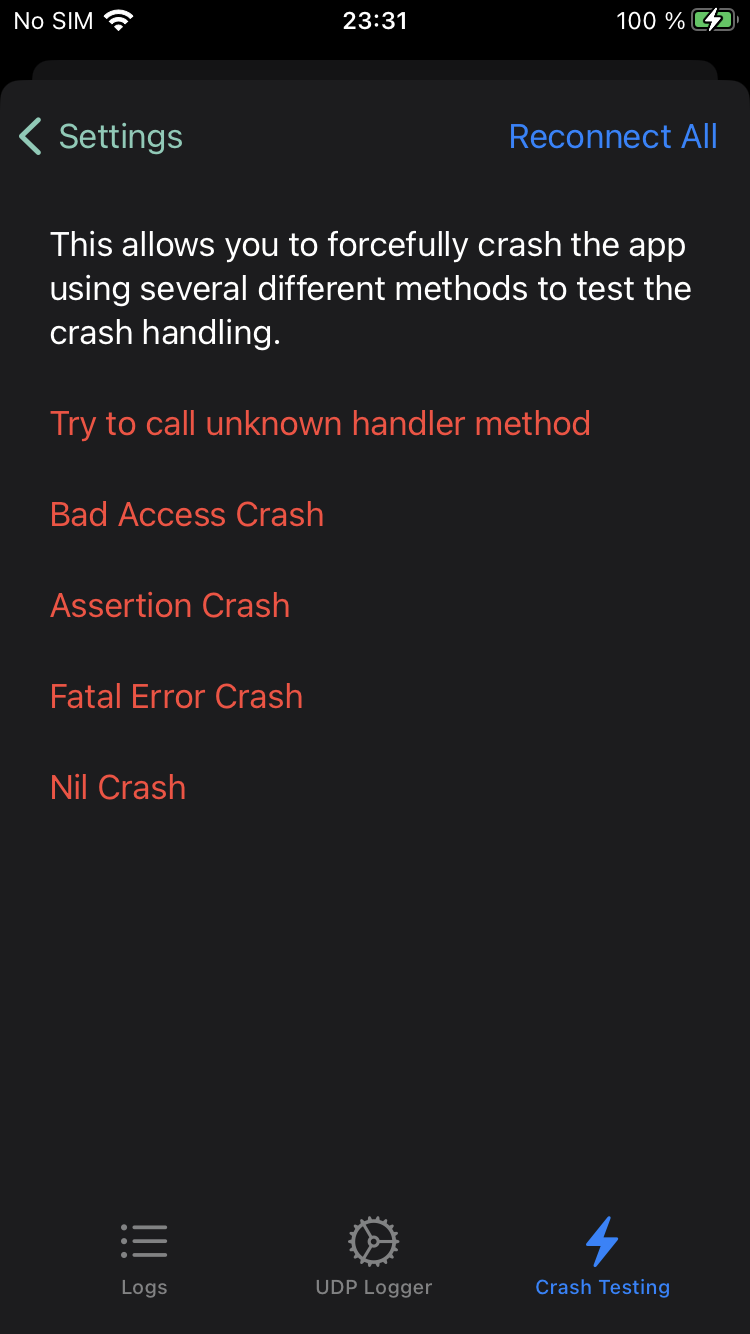 No SIM 23:31 100 %
Settings Reconnect All
This allows you to forcefully crash the app
using several different methods to test the
crash handling.
Try to call unknown handler method
Bad Access Crash
Assertion Crash
Fatal Error Crash
Nil Crash
Logs UDP Logger Crash Testing